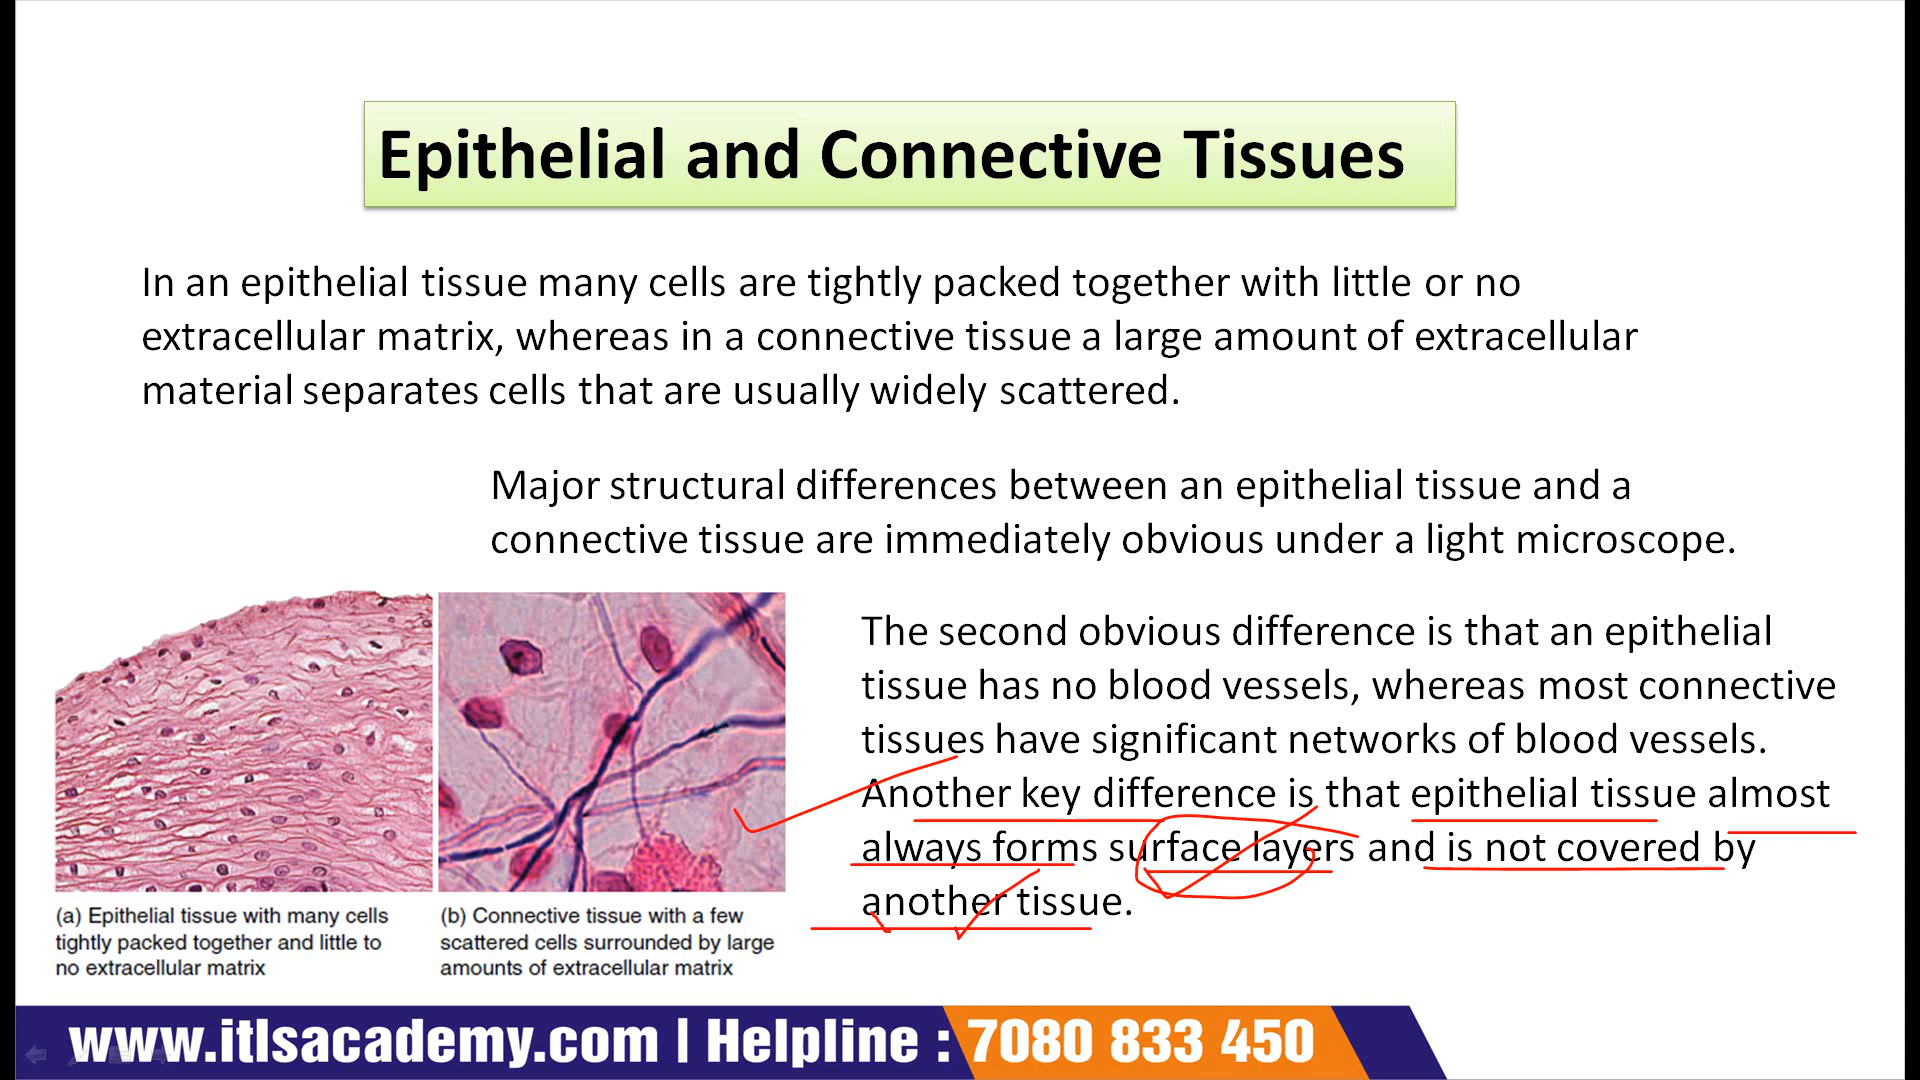 Epithelial and Connective Tissues
In an epithelial tissue many cells are tightly packed together with little or no
extracellular matrix, whereas in a connective tissue a large amount of extracellular
material separates cells that are usually widely scattered.
Major structural differences between an epithelial tissue and a
connective tissue are immediately obvious under a light microscope.
The second obvious difference is that an epithelial
tissue has no blood vessels, whereas most connective
tissues have significant networks of blood vessels.
Another key difference is that epithelial tissue almost
always forms surface layers and is not covered by
another tissue.
(a) Epithelial tissue with many cells
tightly packed together and little to
no extracellular matrix
(b) Connective tissue with a few
scattered cells surrounded by large
amounts of extracellular matrix
www.itlsacademy.com | Helpline : 7080 833 450